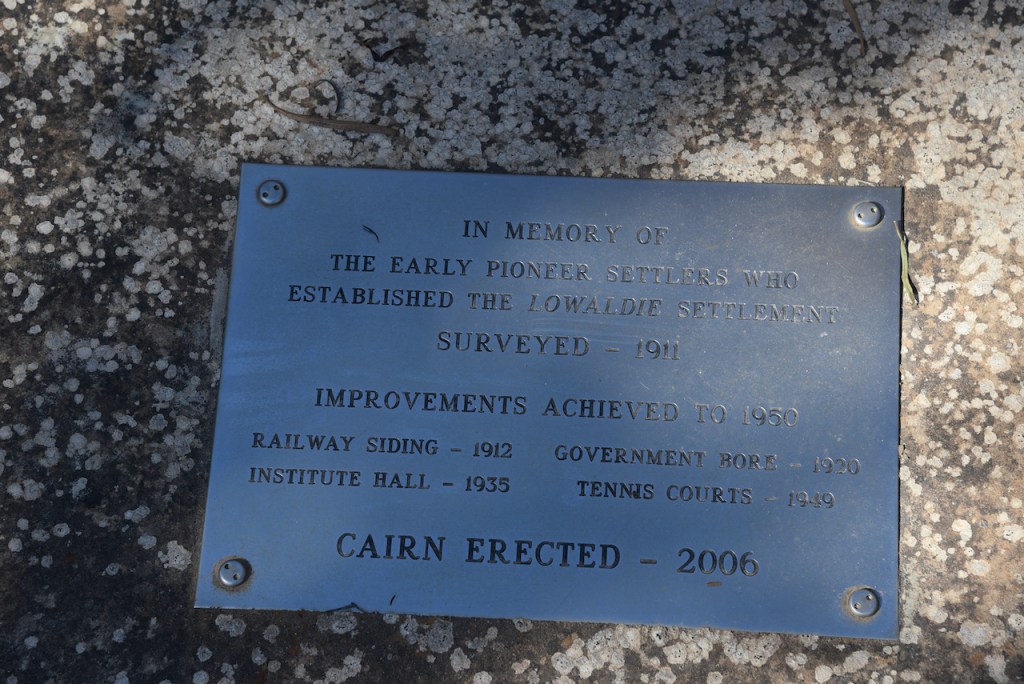 IN MEMORY OF
THE EARLY PIONEER SETTLERS WHO
ESTABLISHED THE LOWALDIE SETTLEMENT
SURVEYED – 1911
IMPROVEMENTS ACHIEVED TO 1950
RAILWAY SIDING – 1912 GOVERNMENT BORE – 1920
INSTITUTE HALL – 1935 TENNIS COURTS – 1949
CAIRN ERECTED – 2006